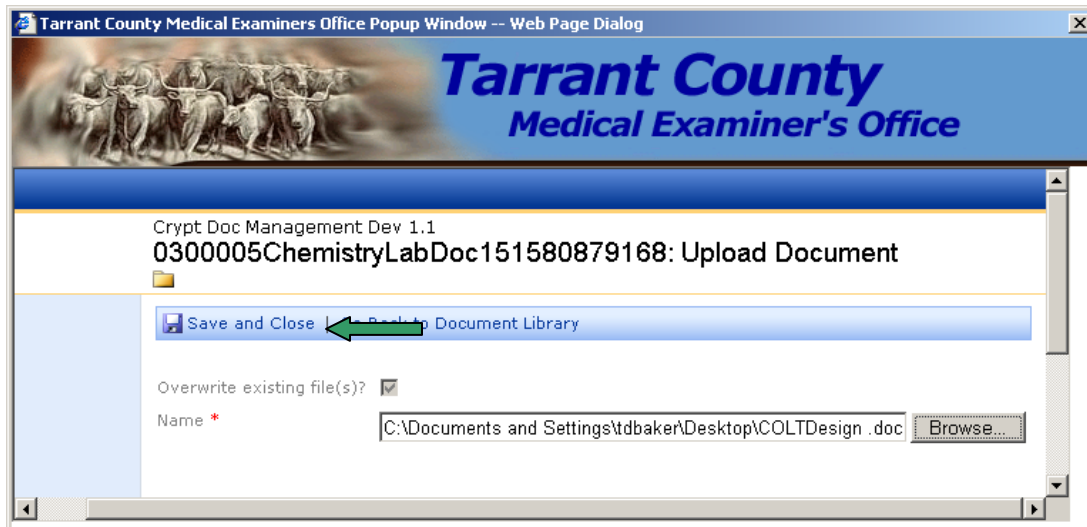 Tarrant County Medical Examiners Office Popup Window -- Web Page Dialog
Tarrant County
Medical Examiner's Office
Crypt Doc Management Dev 1.1
0300005ChemistryLabDoc151580879168: Upload Document
Save and Close | Back to Document Library
Overwrite existing file(s)?
Name *
C:\Documents and Settings\tdbaker\Desktop\COLTDesign .doc Browse...